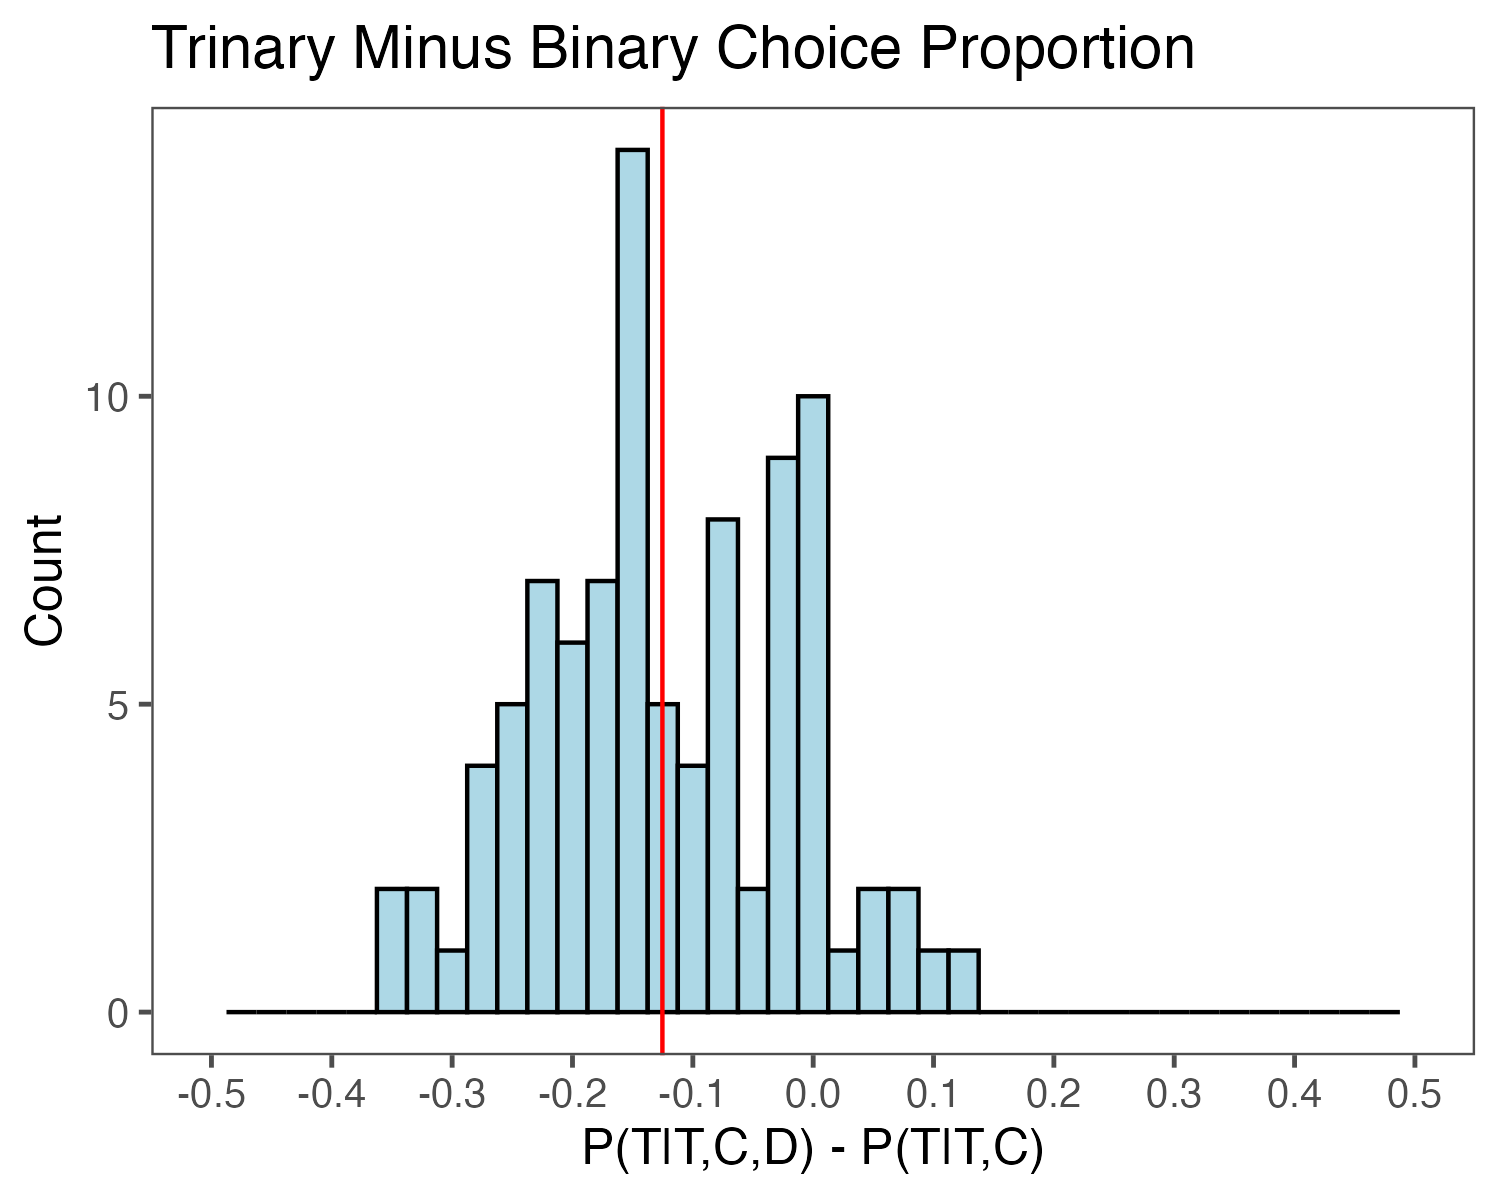 Trinary Minus Binary Choice Proportion
Count
10
5
0
-0.5 -0.4 -0.3 -0.2 -0.1 0.0 0.1 0.2 0.3 0.4 0.5
P(T|T,C,D) - P(T|T,C)